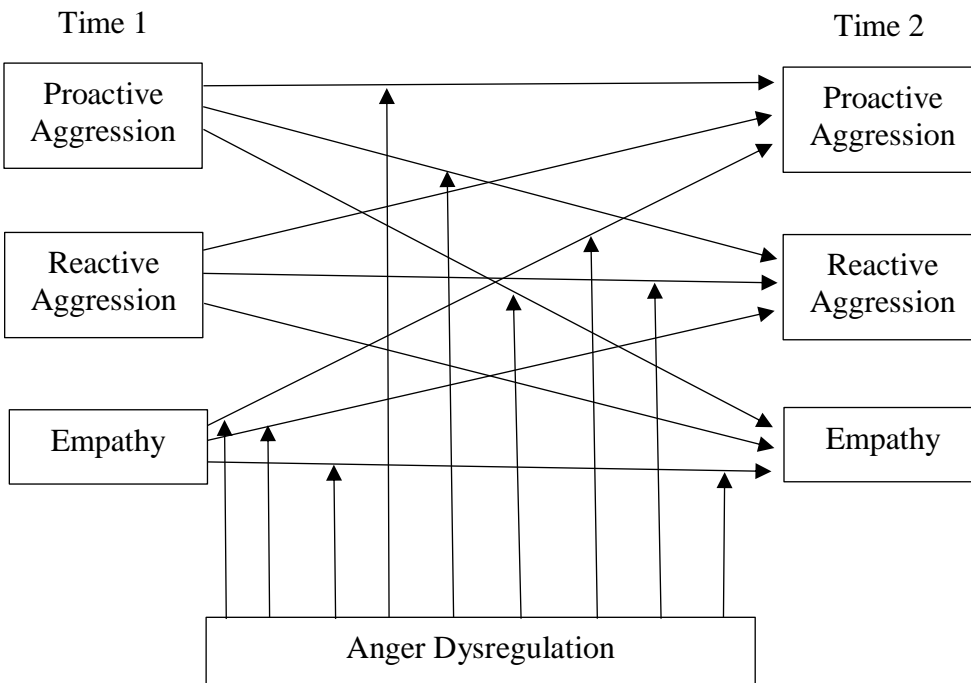 Time 1
Time 2
Proactive
Aggression
Proactive
Aggression
Reactive
Aggression
Reactive
Aggression
Empathy
Empathy
Anger Dysregulation